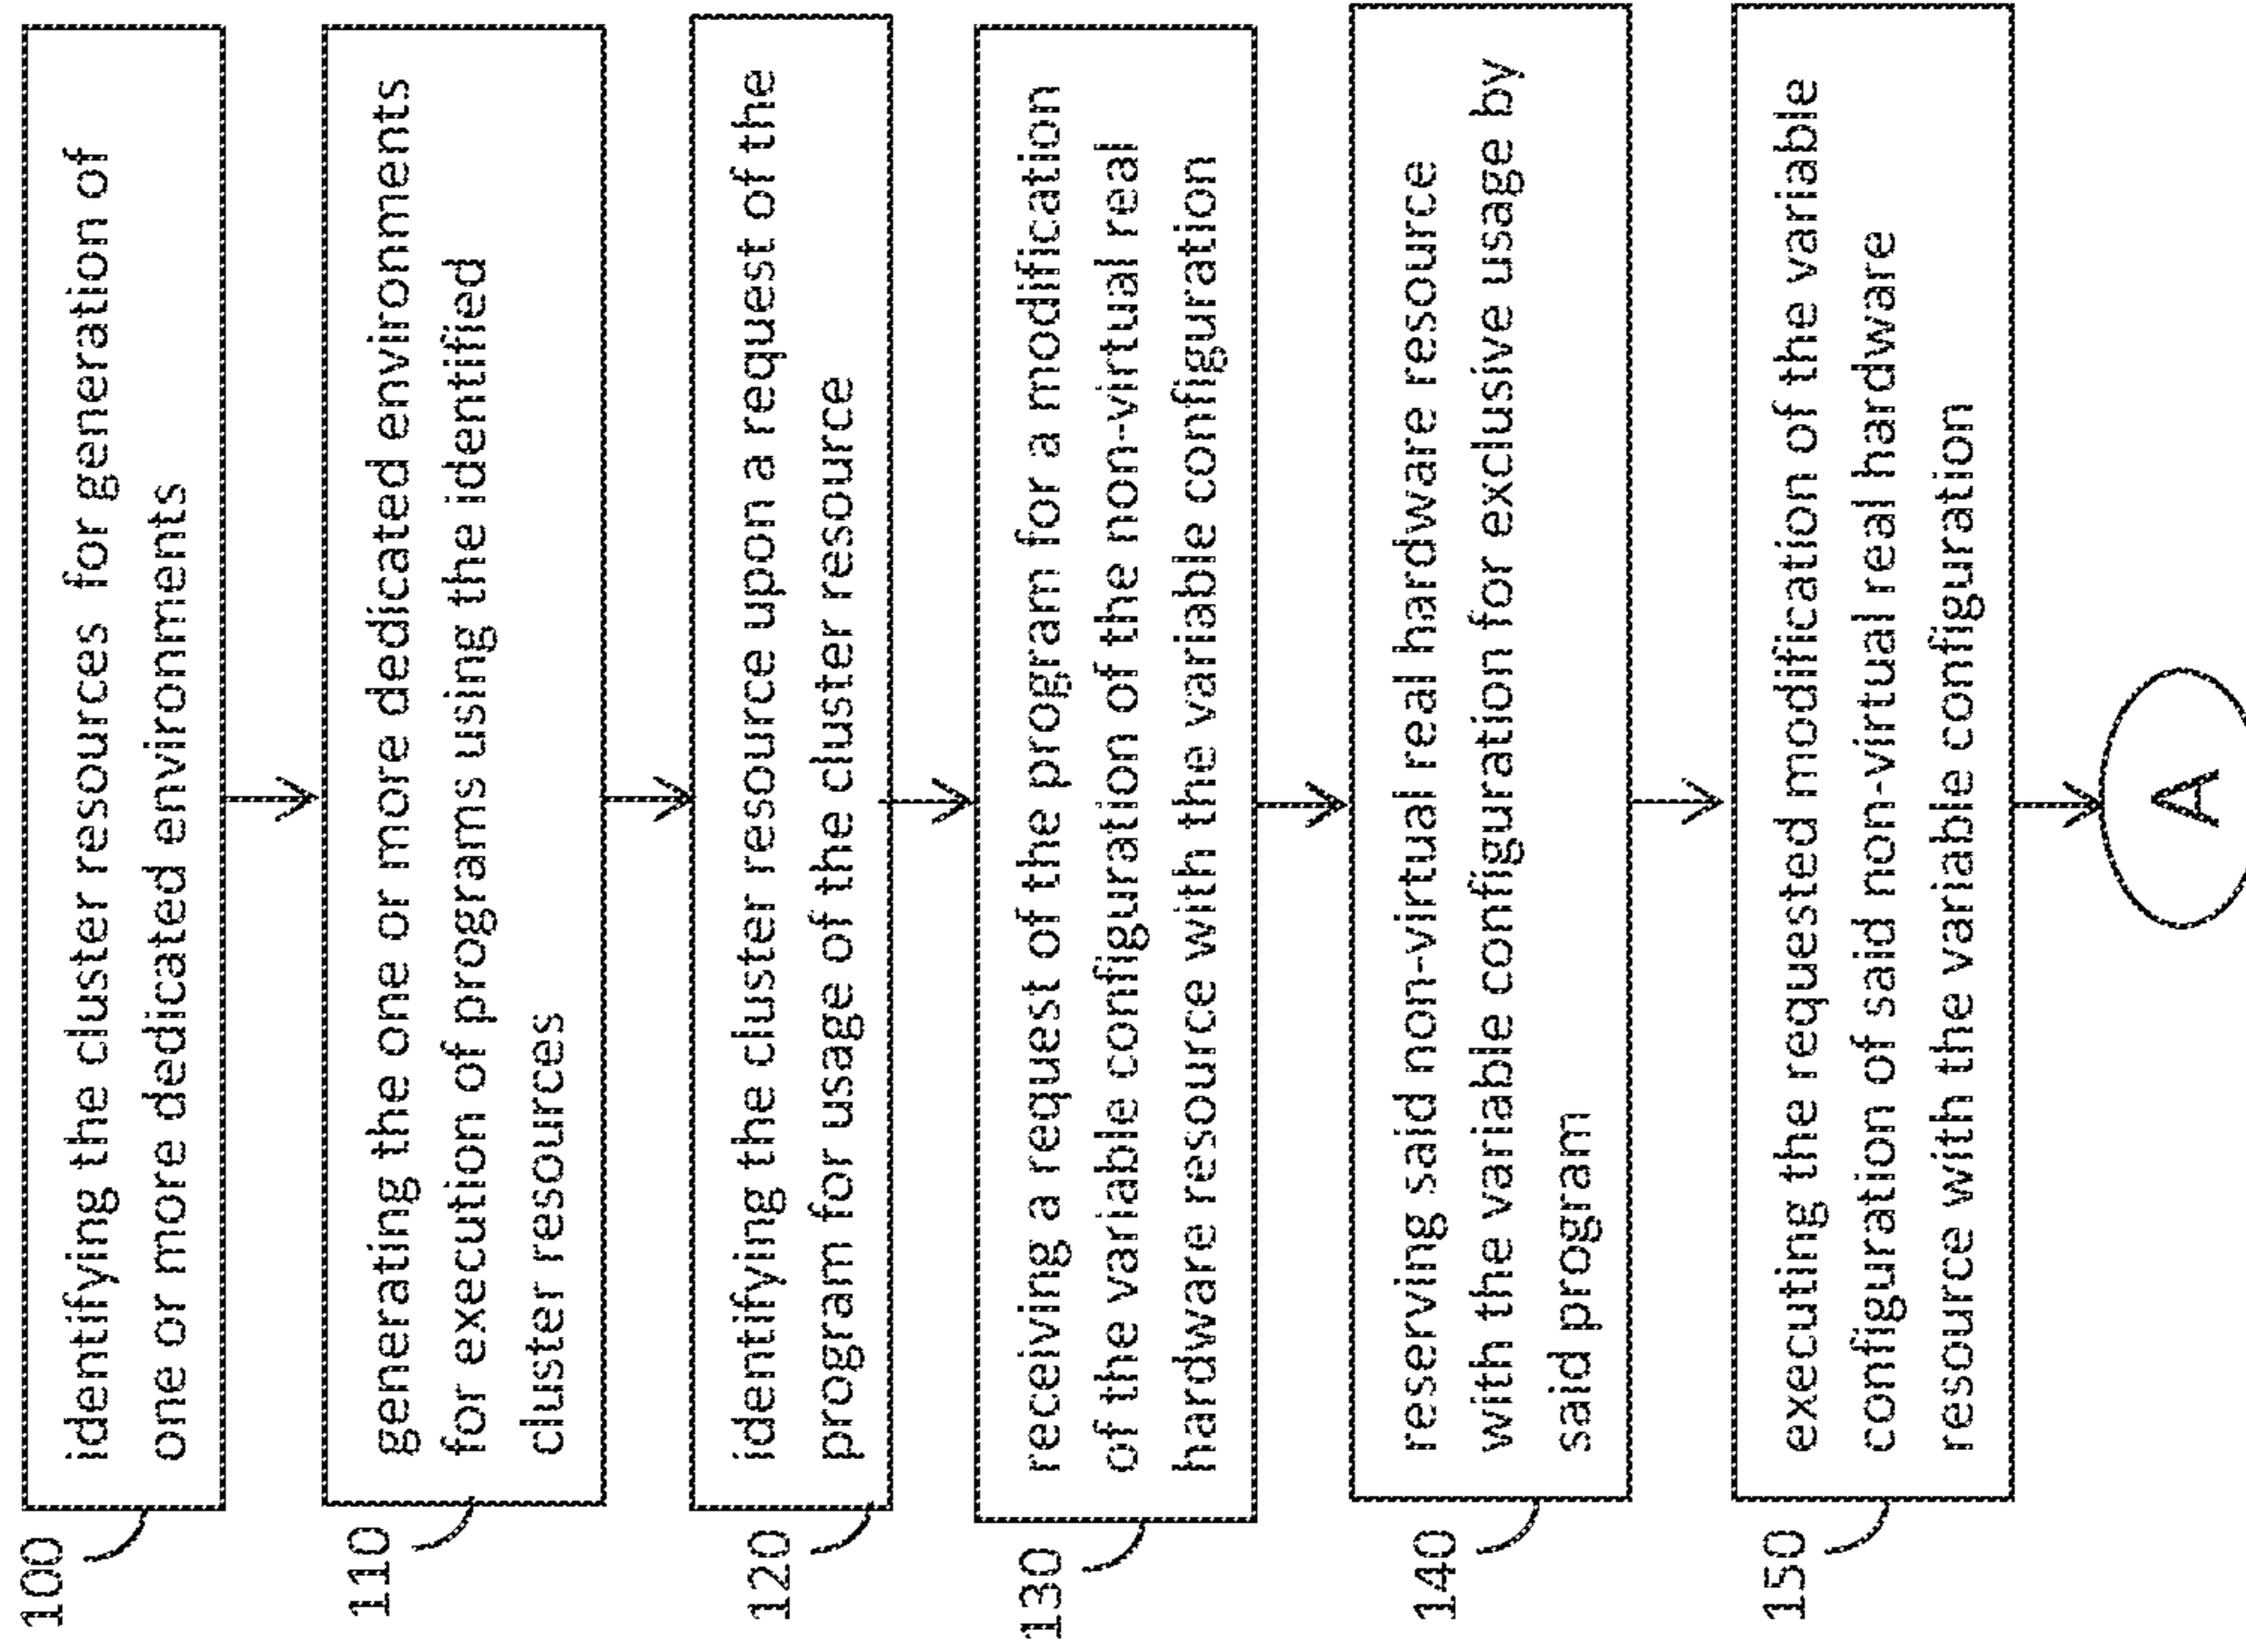 100
identifying the cluster resources for generation of
one or more dedicated environments
110
generating the one or more dedicated environments
for execution of programs using the identified
cluster resources
120
identifying the cluster resource upon a request of the
program for usage of the cluster resource
130
receiving a request of the program for a modification
of the variable configuration of the non-virtual real
hardware resource with the variable configuration
140
reserving said non-virtual real hardware resource
with the variable configuration for exclusive usage by
said program
150
executing the requested modification of the variable
configuration of said non-virtual real hardware
resource with the variable configuration
A